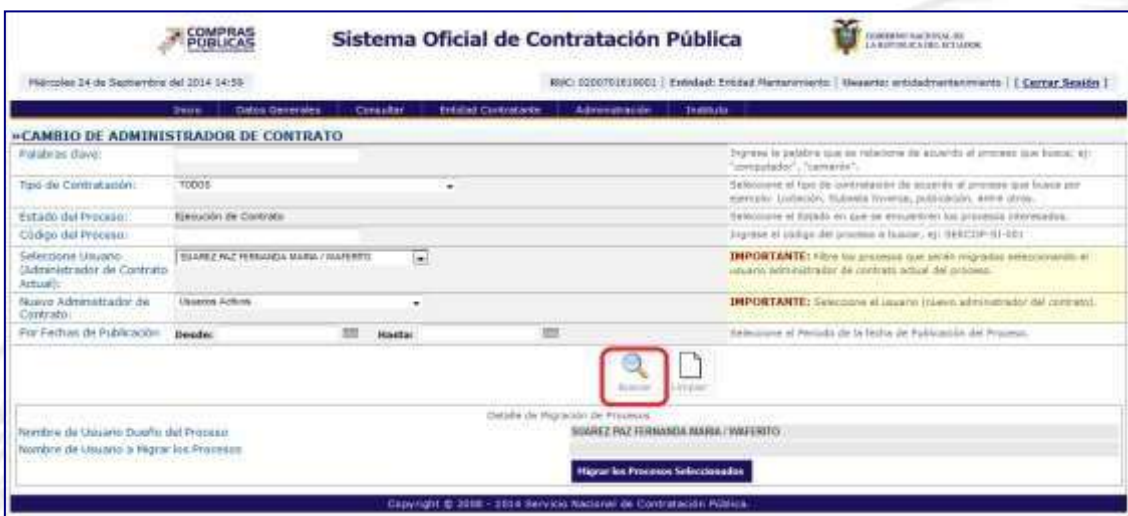 COMPRAS
PÚBLICAS
Sistema Oficial de Contratación Pública
GOBIERNO NACIONAL DE
LA REPÚBLICA DEL ECUADOR
Miércoles 24 de Septiembre del 2014 14:59
RUC: | Entidad: Entidad Mantenimiento | Usuario: entidadmantenimiento | [ Cerrar Sesión ]
Inicio Datos Generales Consultar Entidad Contratante Administración Instituto
»CAMBIO DE ADMINISTRADOR DE CONTRATO
Palabras clave:
Ingrese la palabra que se relacione de acuerdo al proceso que busca, ej:
"computador", "camarón".
Tipo de Contratación: TODOS
Seleccione el tipo de contratación de acuerdo al proceso que busca por
ejemplo: Licitación, Subasta Inversa, publicación, entre otros.
Estado del Proceso: Ejecución de Contrato
Seleccione el Estado en que se encuentren los procesos interesados.
Código del Proceso:
Ingrese el código del proceso a buscar, ej: SERCOP-SI-001
Seleccione Usuario
(Administrador de Contrato
Actual):
SUAREZ PAZ FERNANDA MARIA / WAFERITO
IMPORTANTE: Filtre los procesos que serán migrados seleccionando el
usuario administrador de contrato actual del proceso.
Nuevo Administrador de
Contrato:
Usuarios Activos
IMPORTANTE: Seleccione el usuario (nuevo administrador del contrato).
Por Fechas de Publicación Desde: Hasta:
Seleccione el Periodo de la fecha de Publicación del Proceso.
Buscar Limpiar
Detalle de Migración de Procesos
Nombre de Usuario Dueño del Proceso SUAREZ PAZ FERNANDA MARIA / WAFERITO
Nombre de Usuario a Migrar los Procesos
Migrar los Procesos Seleccionados
Copyright © 2008 - 2014 Servicio Nacional de Contratación Pública